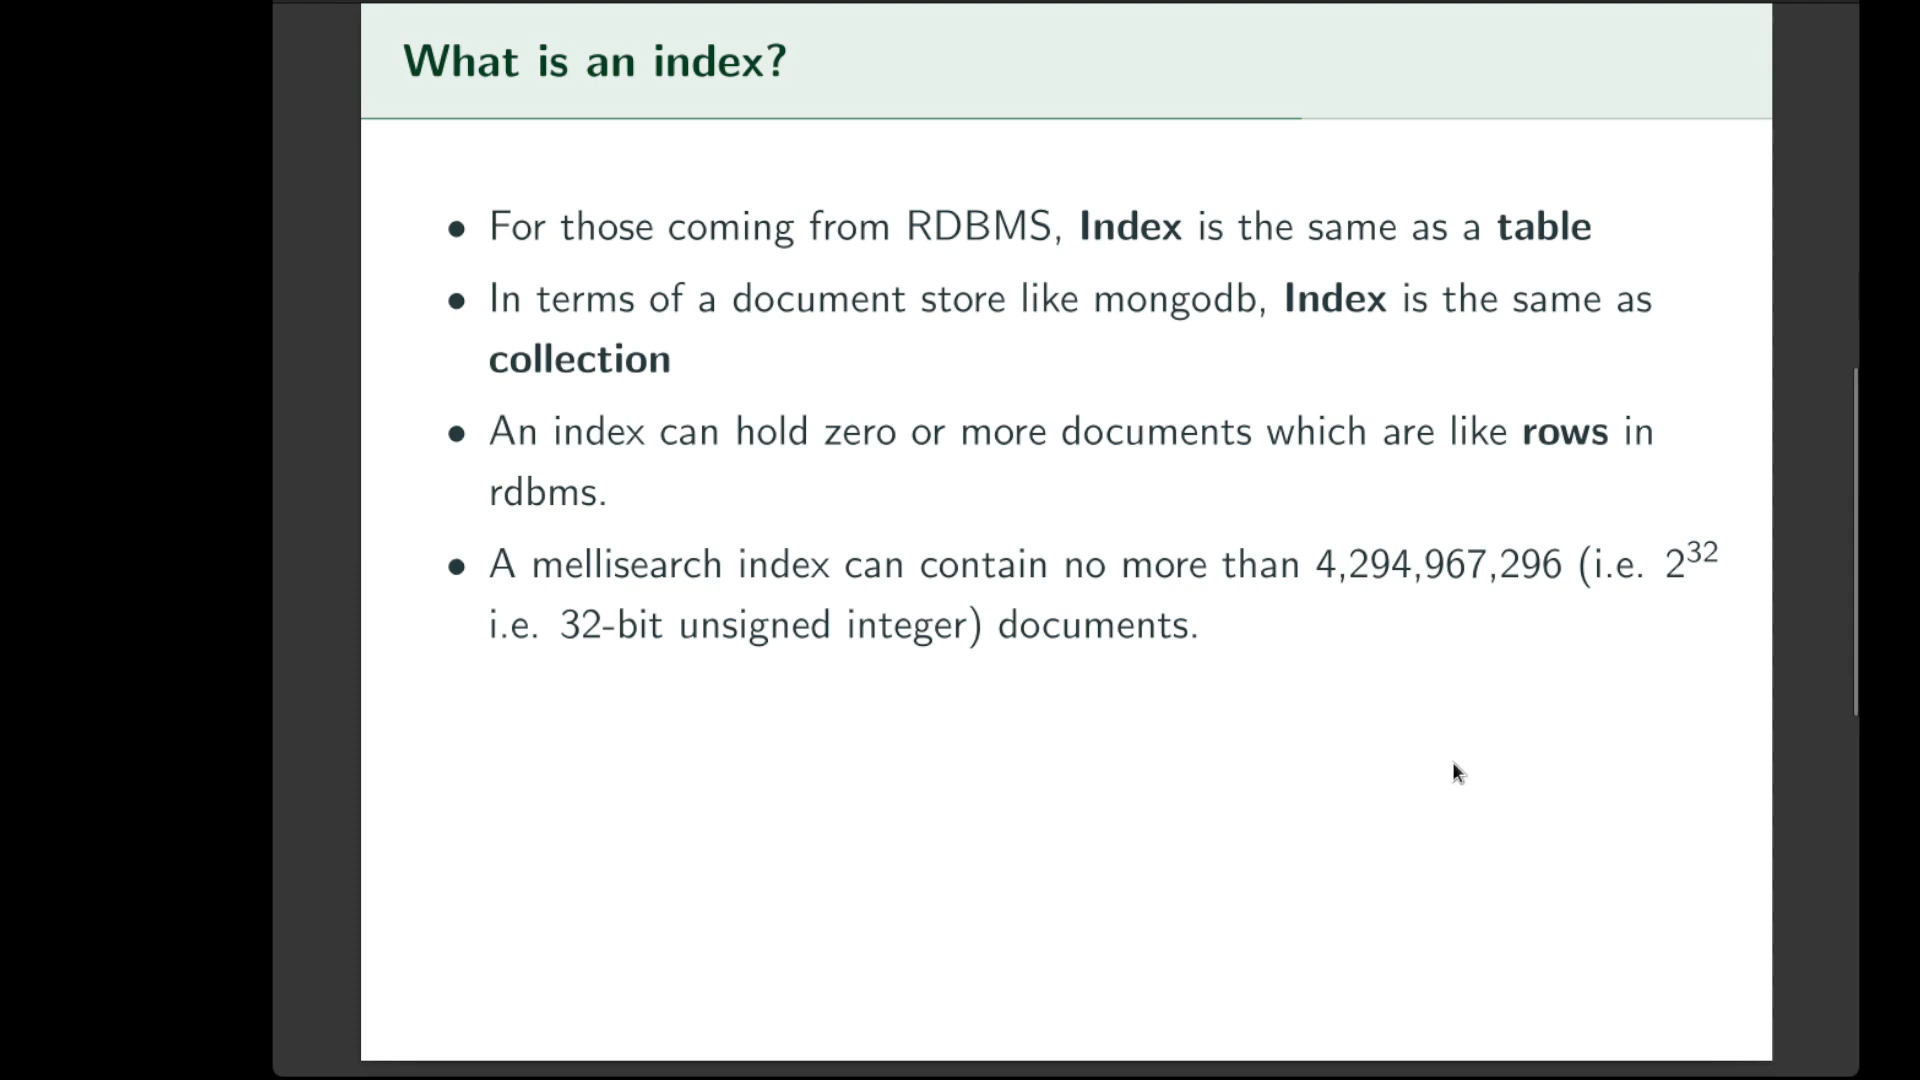 What is an index?
• For those coming from RDBMS, Index is the same as a table
• In terms of a document store like mongodb, Index is the same as
collection
• An index can hold zero or more documents which are like rows in
rdbms.
• A mellisearch index can contain no more than 4,294,967,296 (i.e. 2³²
i.e. 32-bit unsigned integer) documents.